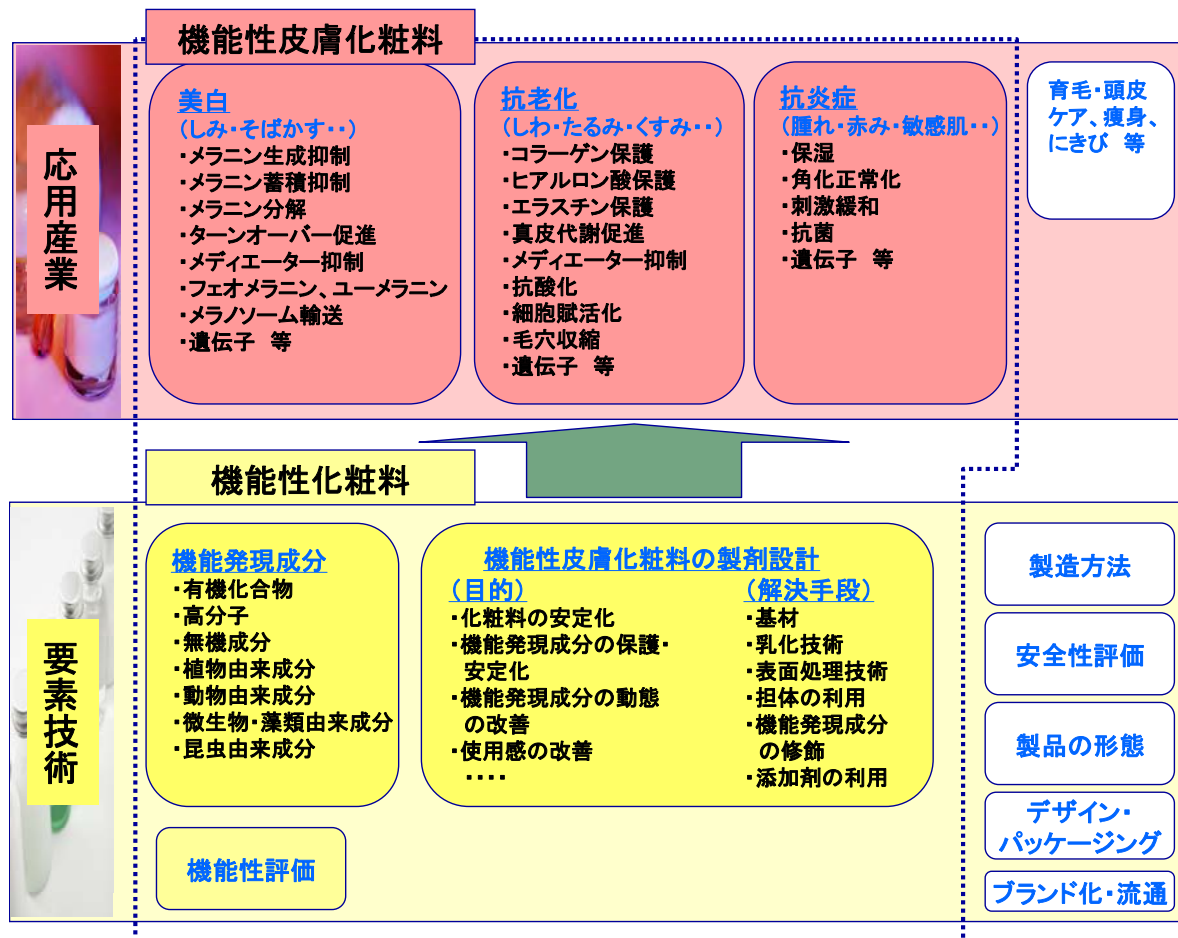 機能性皮膚化粧料
応用産業
美白
(しみ・そばかす・・)
・メラニン生成抑制
・メラニン蓄積抑制
・メラニン分解
・ターンオーバー促進
・メディエーター抑制
・フェオメラニン、ユーメラニン
・メラノソーム輸送
・遺伝子 等
抗老化
(しわ・たるみ・くすみ・・)
・コラーゲン保護
・ヒアルロン酸保護
・エラスチン保護
・真皮代謝促進
・メディエーター抑制
・抗酸化
・細胞賦活化
・毛穴収縮
・遺伝子 等
抗炎症
(腫れ・赤み・敏感肌・・)
・保湿
・角化正常化
・刺激緩和
・抗菌
・遺伝子 等
育毛・頭皮
ケア、痩身、
にきび 等
機能性化粧料
要素技術
機能発現成分
・有機化合物
・高分子
・無機成分
・植物由来成分
・動物由来成分
・微生物・藻類由来成分
・昆虫由来成分
機能性皮膚化粧料の製剤設計
(目的)
・化粧料の安定化
・機能発現成分の保護・
安定化
・機能発現成分の動態
の改善
・使用感の改善
・・・・
(解決手段)
・基材
・乳化技術
・表面処理技術
・担体の利用
・機能発現成分
の修飾
・添加剤の利用
機能性評価
製造方法
安全性評価
製品の形態
デザイン・
パッケージング
ブランド化・流通